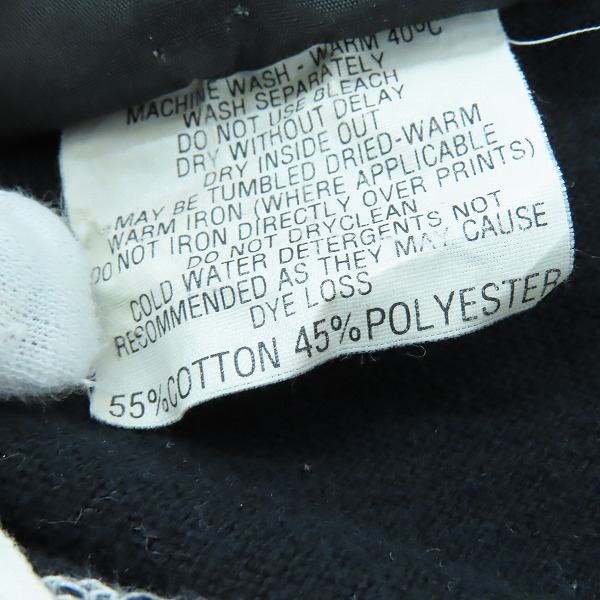 MACHINE WASH - WARM 40°C
WASH SEPARATELY
DO NOT USE BLEACH
DRY WITHOUT DELAY
DRY INSIDE OUT
MAY BE TUMBLED DRIED-WARM
WARM IRON (WHERE APPLICABLE
DO NOT IRON DIRECTLY OVER PRINTS)
DO NOT DRYCLEAN
COLD WATER DETERGENTS NOT
RECOMMENDED AS THEY MAY CAUSE
DYE LOSS
55%COTTON 45%POLYESTER